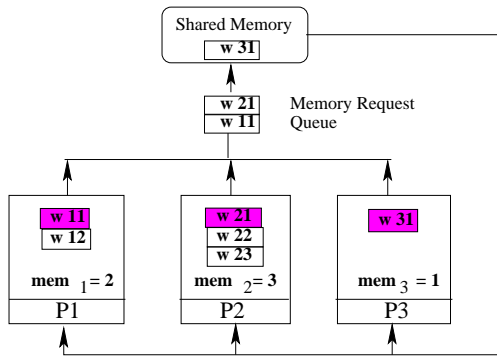 Shared Memory
w 31
w 21
w 11
Memory Request
Queue
w 11
w 12
mem 1 = 2
P1
w 21
w 22
w 23
mem 2 = 3
P2
w 31
mem 3 = 1
P3